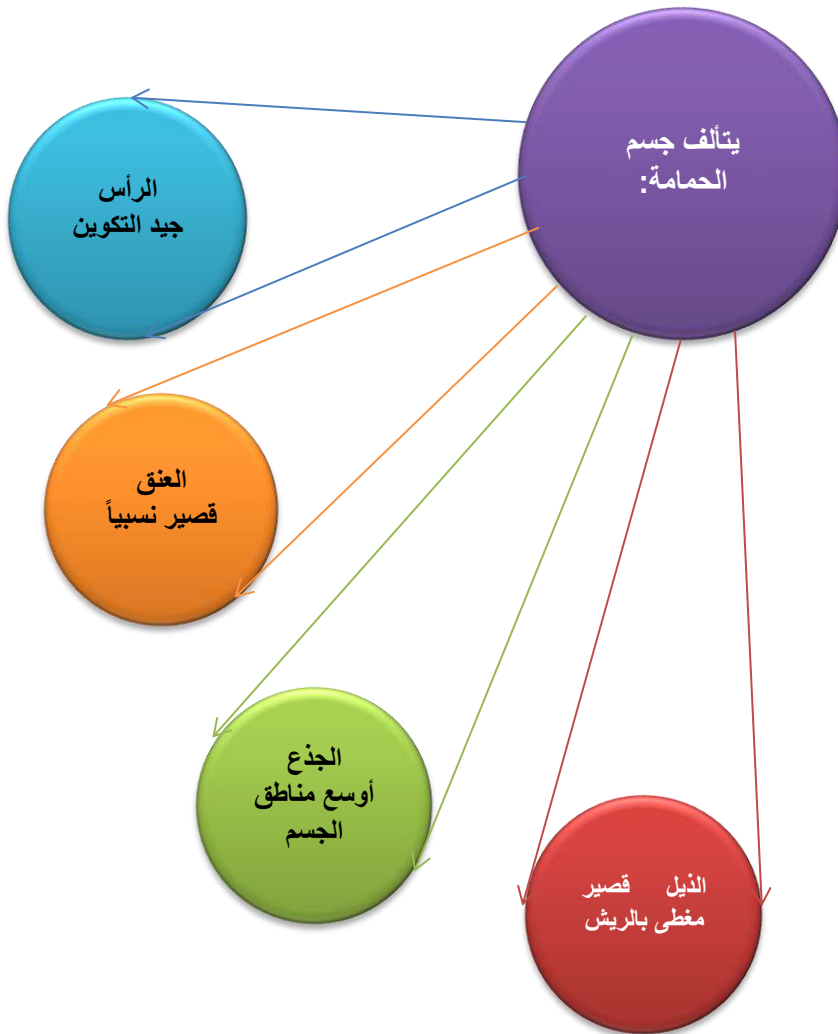 يتألف جسم
الحمامة:
الرأس
جيد التكوين
العنق
قصير نسبياً
الجذع
أوسع مناطق
الجسم
الذيل قصير
مغطى بالريش